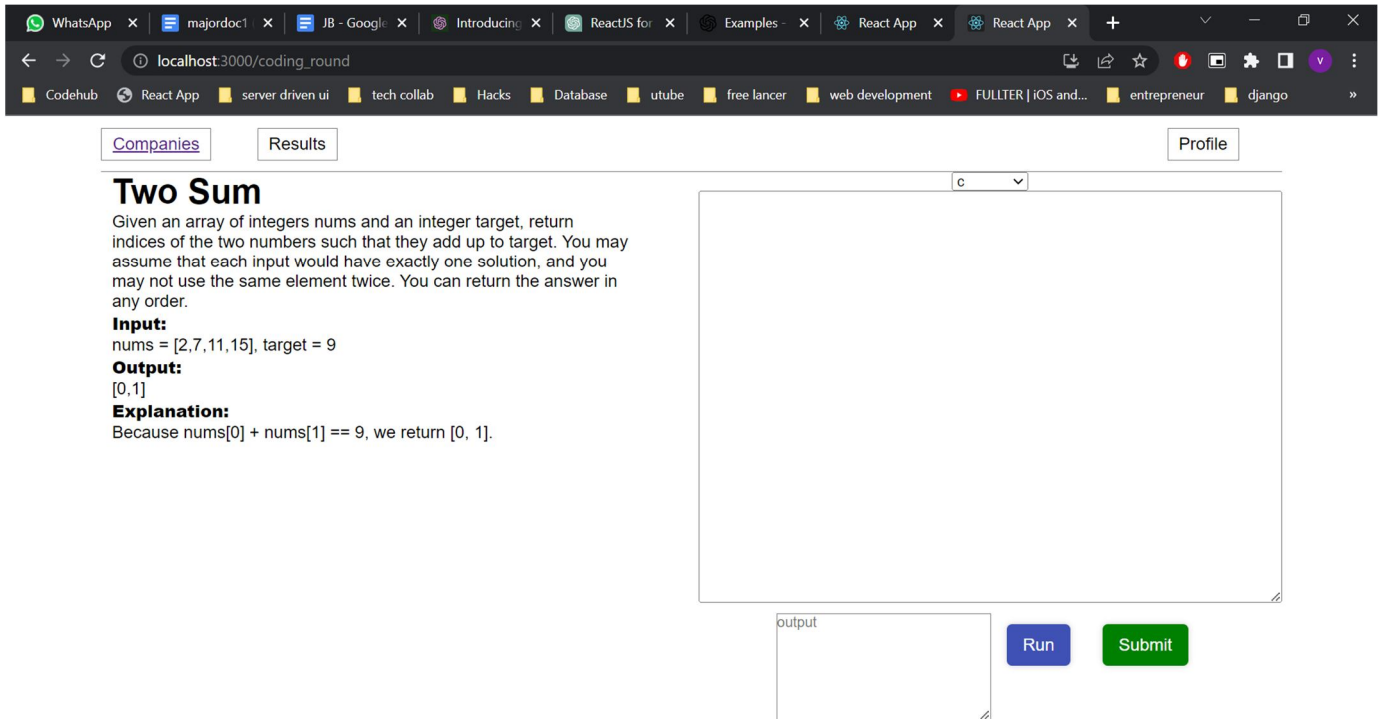 WhatsApp majordoc1 JB - Google Introducing ReactJS for Examples - React App React App
localhost:3000/coding_round
Codehub React App server driven ui tech collab Hacks Database utube free lancer web development FULLTER | iOS and... entrepreneur django »
Companies Results Profile
Two Sum
c
Given an array of integers nums and an integer target, return
indices of the two numbers such that they add up to target. You may
assume that each input would have exactly one solution, and you
may not use the same element twice. You can return the answer in
any order.
Input:
nums = [2,7,11,15], target = 9
Output:
[0,1]
Explanation:
Because nums[0] + nums[1] == 9, we return [0, 1].
output
Run Submit